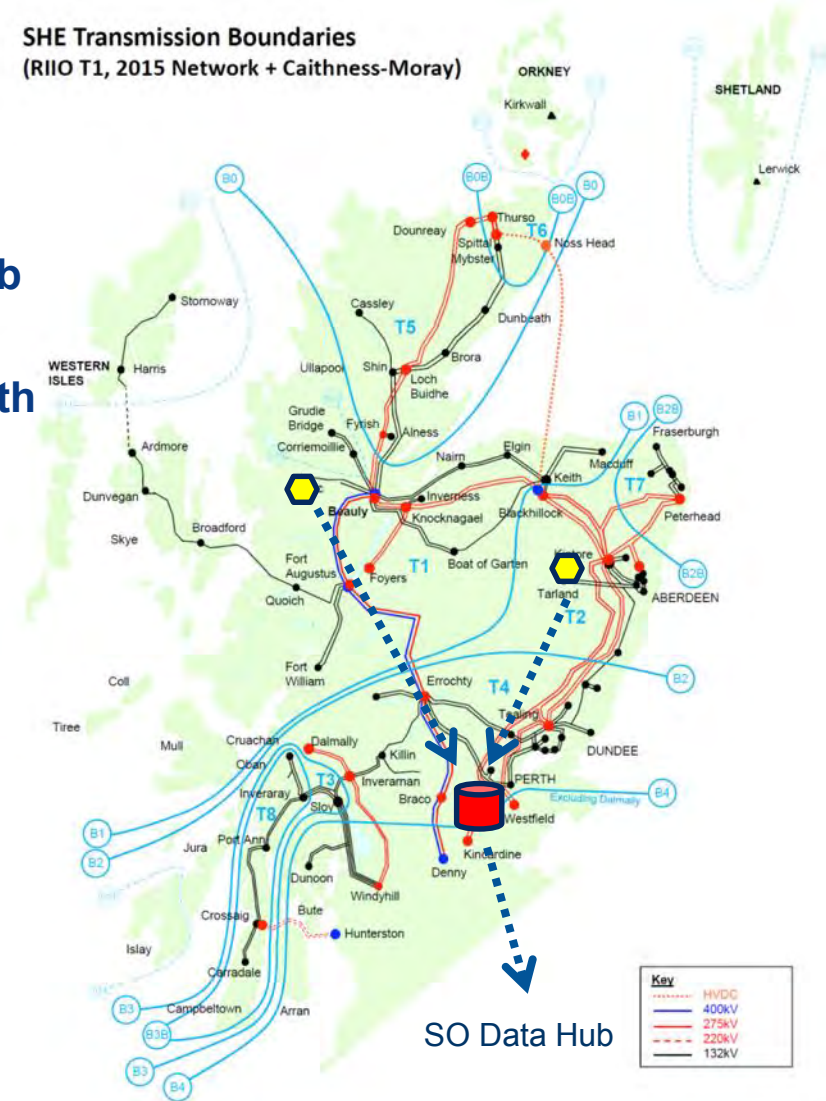 SHE Transmission Boundaries
(RIIO T1, 2015 Network + Caithness-Moray)
ORKNEY
Kirkwall
SHETLAND
Lerwick
B0
B0B
B0B
B0
Thurso
Dounreay
T6
Spittal
Mybster
Noss Head
b
Stornoway
Cassley
Dunbeath
T5
WESTERN
ISLES
Harris
Ullapool
Shin
Brora
Loch
Buidhe
th
Grudie
Bridge
Fyrish
Alness
B1
B2B
Fraserburgh
Ardmore
Corriemoillie
Elgin
Nairn
Keith
Macduff
T7
Dunvegan
Beauly
Inverness
Knocknagael
Blackhillock
Peterhead
Skye
Broadford
Fort
Augustus
T1
Foyers
Boat of Garten
Kintore
B2B
Quoich
Tarland
ABERDEEN
T2
Fort
William
Coll
Errochty
T4
B2
Tiree
Mull
Cruachan
Dalmally
Tealing
Oban
Killin
DUNDEE
T3
Inveraman
Inveraray
Sloy
PERTH
T8
Braco
Excluding Dalmally
B4
B1
Port Ann
Westfield
B2
Jura
Kincardine
Dunoon
Denny
Windyhill
Crossaig
Bute
Hunterston
Islay
Carradale
B3
Campbeltown
Arran
B3B
B3
B4
SO Data Hub
Key
HVDC
400kV
275kV
220kV
132kV